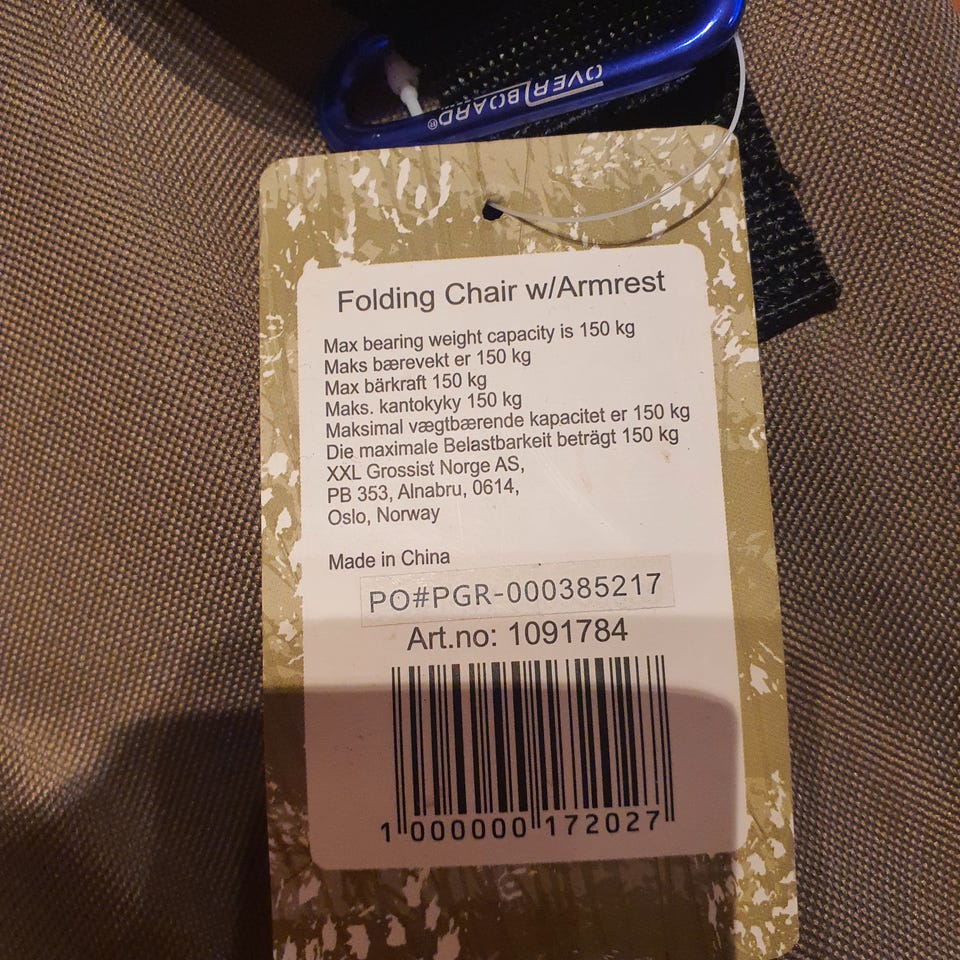 OVER BOARD®
Folding Chair w/Armrest
Max bearing weight capacity is 150 kg
Maks bærevekt er 150 kg
Max bärkraft 150 kg
Maks. kantokyky 150 kg
Maksimal vægtbærende kapacitet er 150 kg
Die maximale Belastbarkeit beträgt 150 kg
XXL Grossist Norge AS,
PB 353, Alnabru, 0614,
Oslo, Norway
Made in China
PO#PGR-000385217
Art.no: 1091784
1 000000 172027